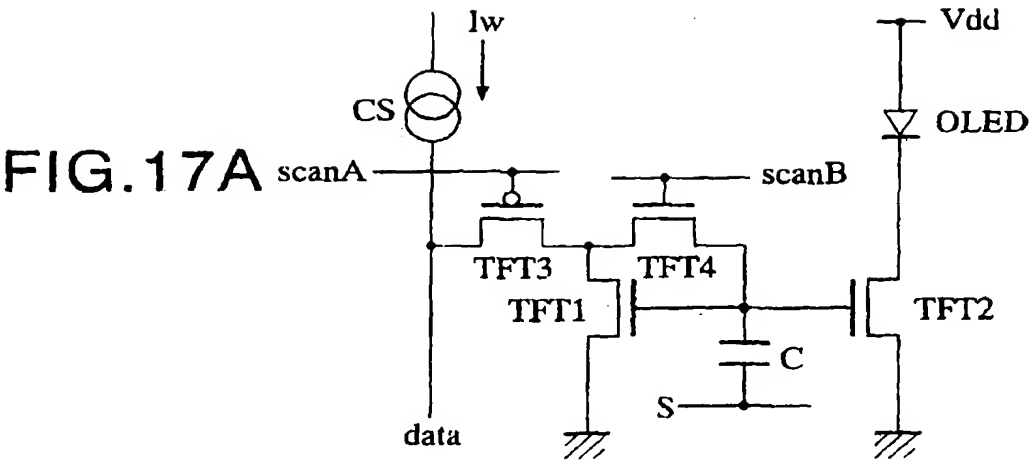 Iw
Vdd
CS
OLED
FIG.17A
scanA
scanB
TFT3
TFT4
TFT1
TFT2
C
S
data